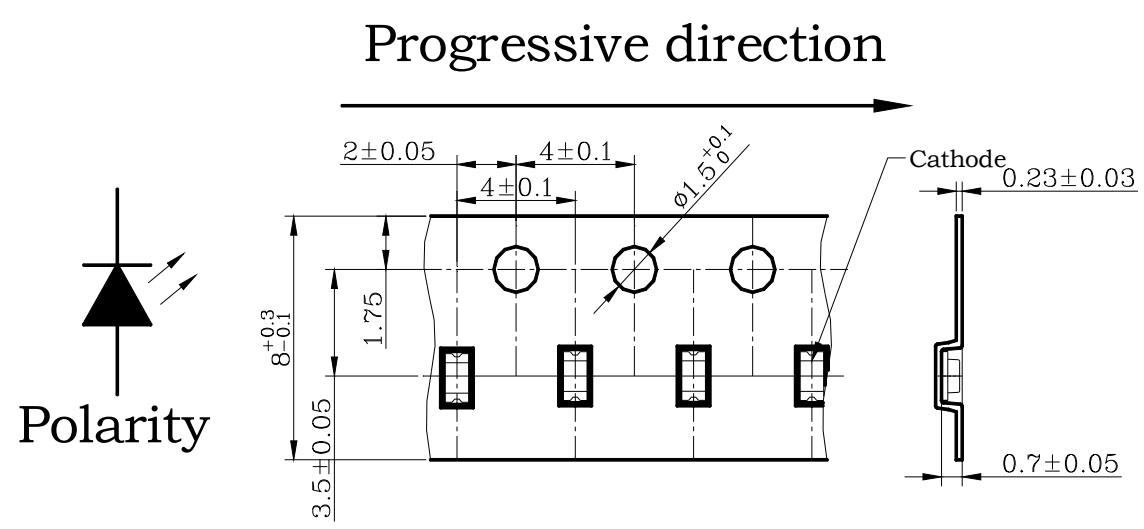 Progressive direction
2±0.05
4±0.1
4±0.1
ø1.5 +0.1 0
Cathode
0.23±0.03
1.75
8 +0.3 -0.1
3.5±0.05
Polarity
0.7±0.05